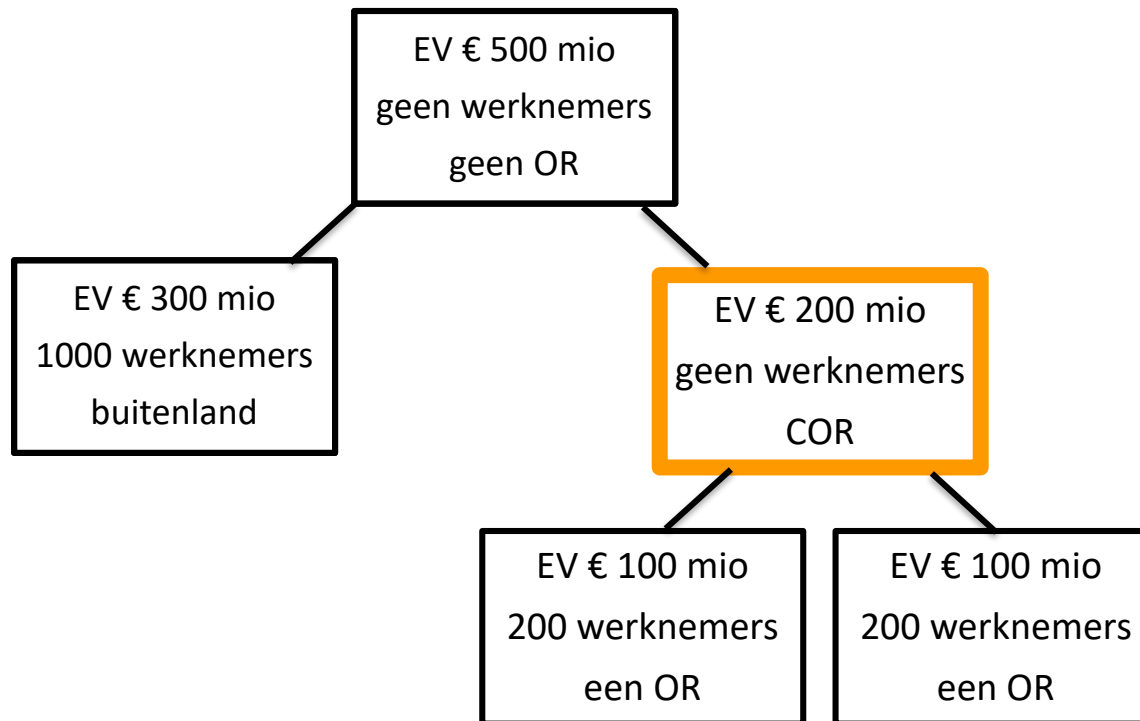 EV € 500 mio
geen werknemers
geen OR
EV € 300 mio
1000 werknemers
buitenland
EV € 200 mio
geen werknemers
COR
EV € 100 mio
200 werknemers
een OR
EV € 100 mio
200 werknemers
een OR